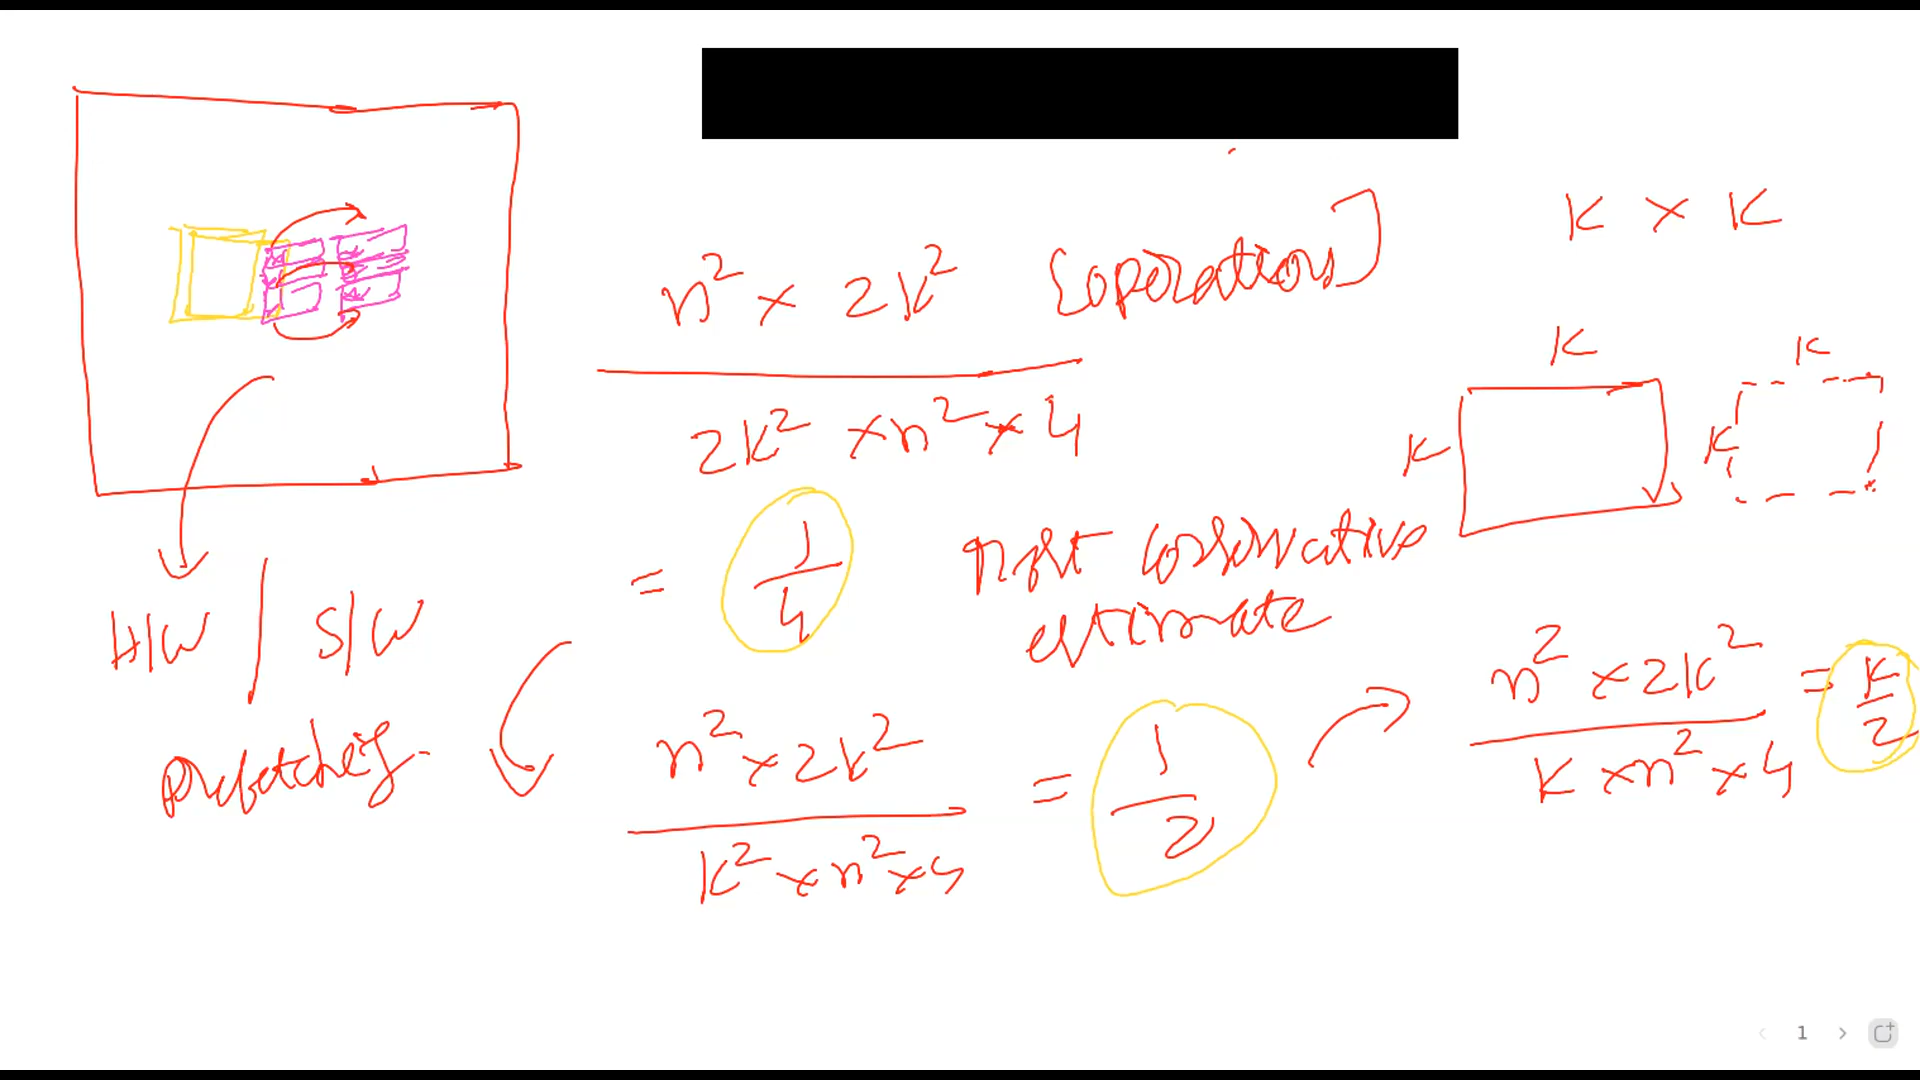 K × K
n² × 2k² [operations]
2k² × n² × 4
K
K
K
K
= 1/4
Most conservative
estimate
H/W / S/W
prefetching.
n² × 2k²
k² × n² × 4
= 1/2
n² × 2k²
K × n² × 4
= K/2
1